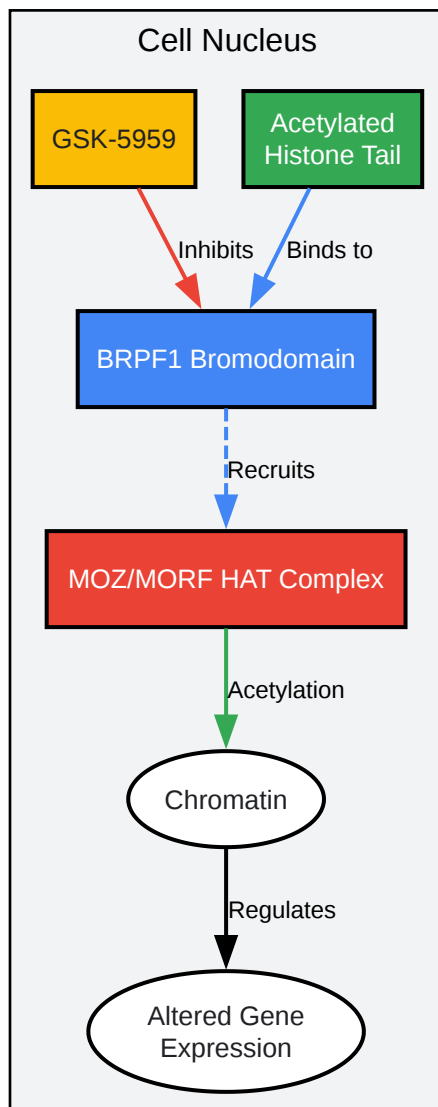 Cell Nucleus
GSK-5959
Acetylated
Histone Tail
Inhibits
Binds to
BRPF1 Bromodomain
Recruits
MOZ/MORF HAT Complex
Acetylation
Chromatin
Regulates
Altered Gene
Expression